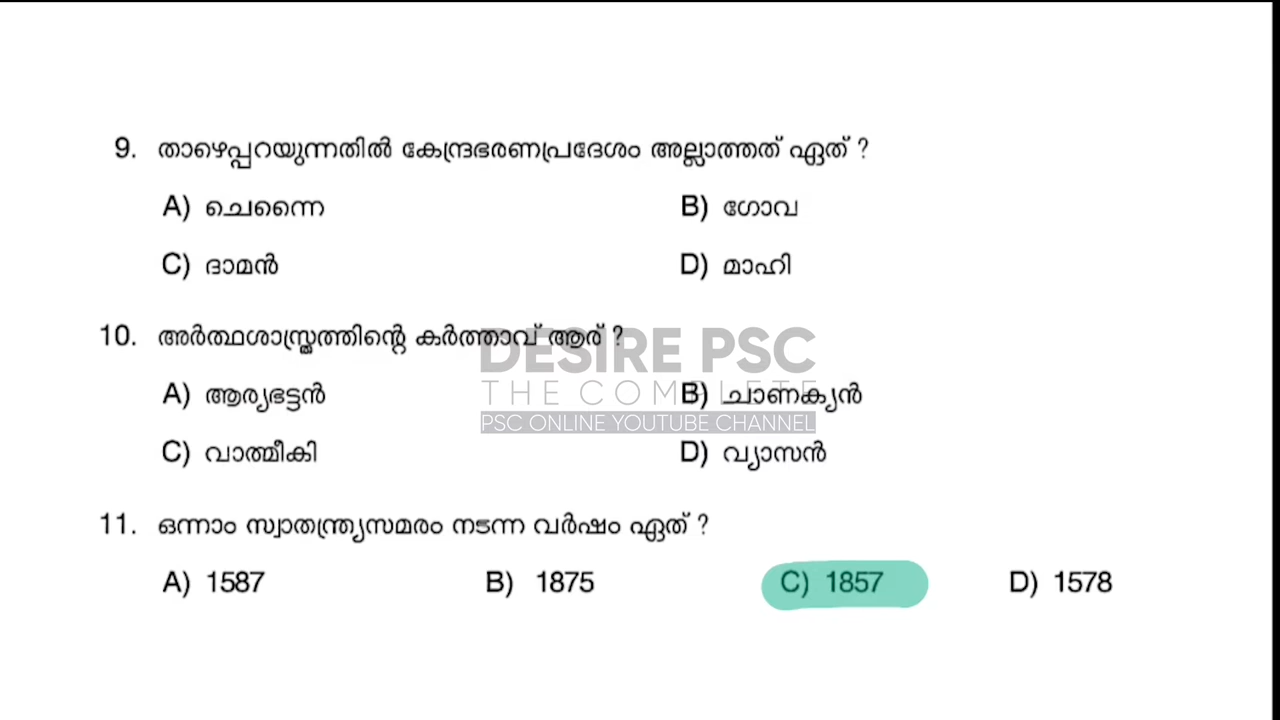 9. താഴെപ്പറയുന്നതിൽ കേന്ദ്രഭരണപ്രദേശം അല്ലാത്തത് ഏത് ?
A) ചെന്നൈ B) ഗോവ
C) ദാമൻ D) മാഹി
10. അർത്ഥശാസ്ത്രത്തിന്റെ കർത്താവ് ആര് ?
DESIRE PSC
A) ആര്യഭട്ടൻ B) ചാണക്യൻ
THE COMPLETE
PSC ONLINE YOUTUBE CHANNEL
C) വാത്മീകി D) വ്യാസൻ
11. ഒന്നാം സ്വാതന്ത്ര്യസമരം നടന്ന വർഷം ഏത് ?
A) 1587 B) 1875 C) 1857 D) 1578